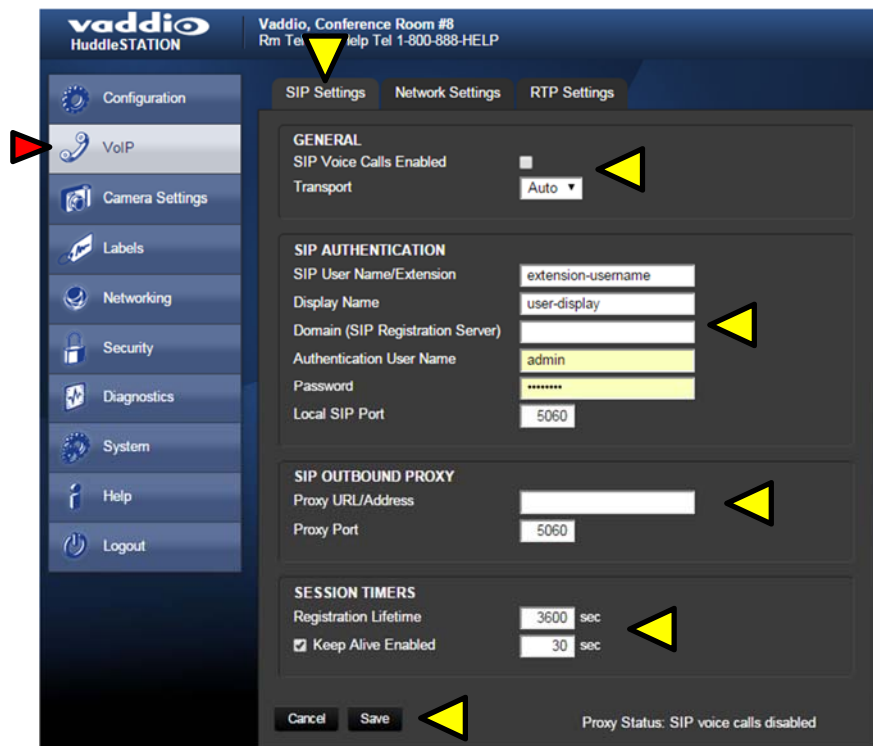 vaddio
HuddleSTATION
Vaddio, Conference Room #8
Rm Te elp Tel 1-800-888-HELP
Configuration
VoIP
Camera Settings
Labels
Networking
Security
Diagnostics
System
Help
Logout
SIP Settings Network Settings RTP Settings
GENERAL
SIP Voice Calls Enabled
Transport Auto
SIP AUTHENTICATION
SIP User Name/Extension extension-username
Display Name user-display
Domain (SIP Registration Server)
Authentication User Name admin
Password ••••••••
Local SIP Port 5060
SIP OUTBOUND PROXY
Proxy URL/Address
Proxy Port 5060
SESSION TIMERS
Registration Lifetime 3600 sec
Keep Alive Enabled 30 sec
Cancel Save Proxy Status: SIP voice calls disabled